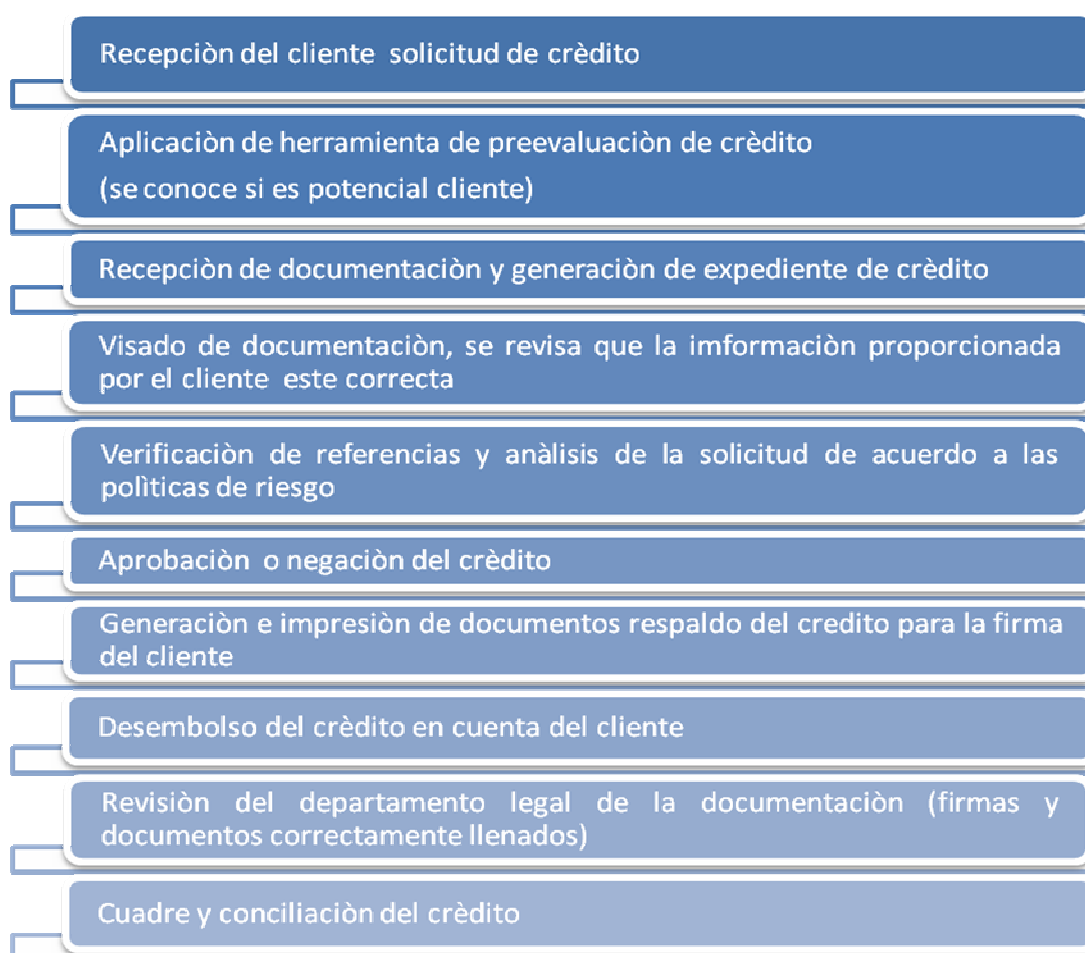 Recepciòn del cliente  solicitud de crèdito
Aplicaciòn de herramienta de preevaluaciòn de crèdito
(se conoce si es potencial cliente)
Recepciòn de documentaciòn y generaciòn de expediente de crèdito
Visado de documentaciòn, se revisa que la imformaciòn proporcionada
por el cliente  este correcta
Verificaciòn de referencias y anàlisis de la solicitud de acuerdo a las
polìticas de riesgo
Aprobaciòn  o negaciòn del crèdito
Generaciòn e impresiòn de documentos respaldo del credito para la firma
del cliente
Desembolso del crèdito en cuenta del cliente
Revisiòn del departamento legal de la documentaciòn (firmas y
documentos correctamente llenados)
Cuadre y conciliaciòn del crèdito